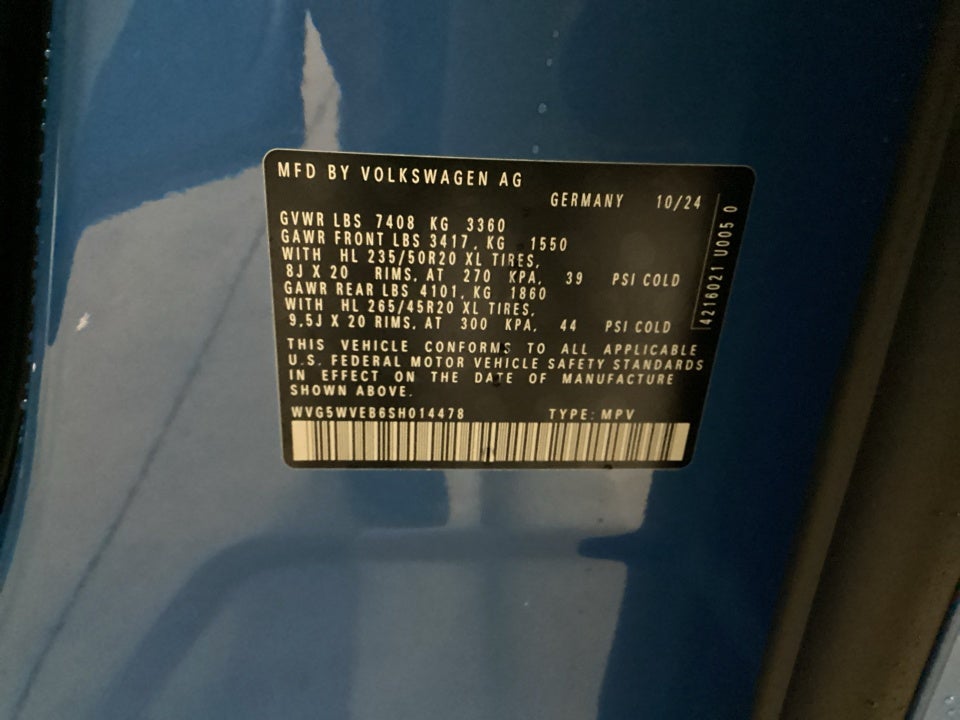 MFD BY VOLKSWAGEN AG
GERMANY 10/24
GVWR LBS 7408 KG 3360
GAWR FRONT LBS 3417, KG 1550
WITH HL 235/50R20 XL TIRES,
8J X 20 RIMS, AT 270 KPA, 39 PSI COLD
GAWR REAR LBS 4101, KG 1860
WITH HL 265/45R20 XL TIRES,
9,5J X 20 RIMS, AT 300 KPA, 44 PSI COLD
THIS VEHICLE CONFORMS TO ALL APPLICABLE
U.S. FEDERAL MOTOR VEHICLE SAFETY STANDARDS
IN EFFECT ON THE DATE OF MANUFACTURE
SHOWN ABOVE.
WVG5WVEB6SH014478 TYPE: MPV
4216021 U005 0